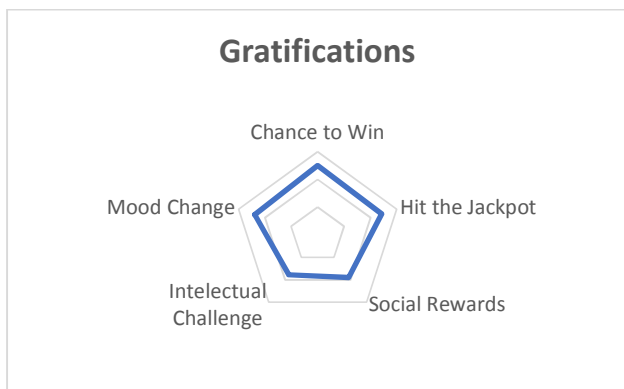 Gratifications
Chance to Win
Mood Change
Hit the Jackpot
Intelectual
Challenge
Social Rewards